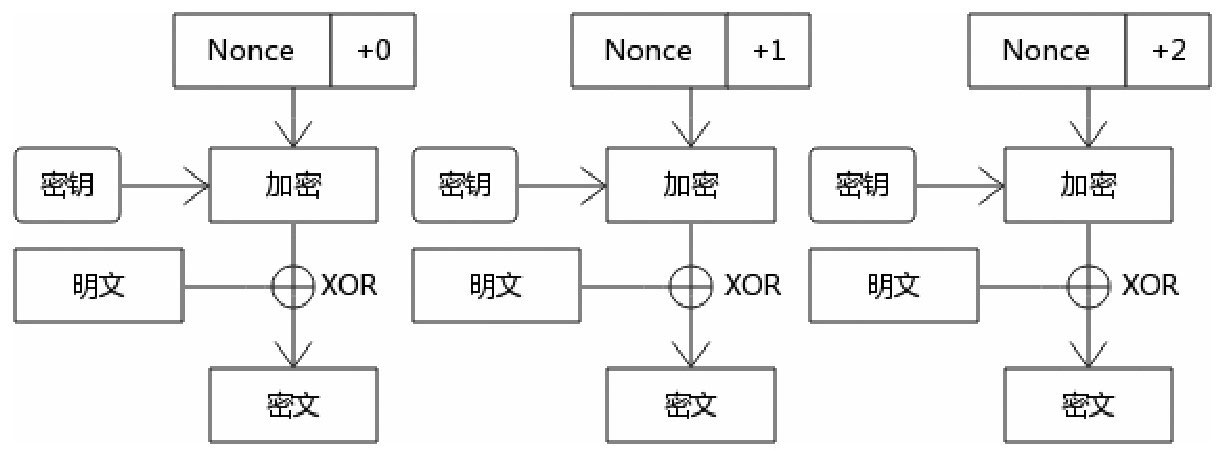 Nonce +0 Nonce +1 Nonce +2
密钥 加密 密钥 加密 密钥 加密
明文 XOR 明文 XOR 明文 XOR
密文 密文 密文